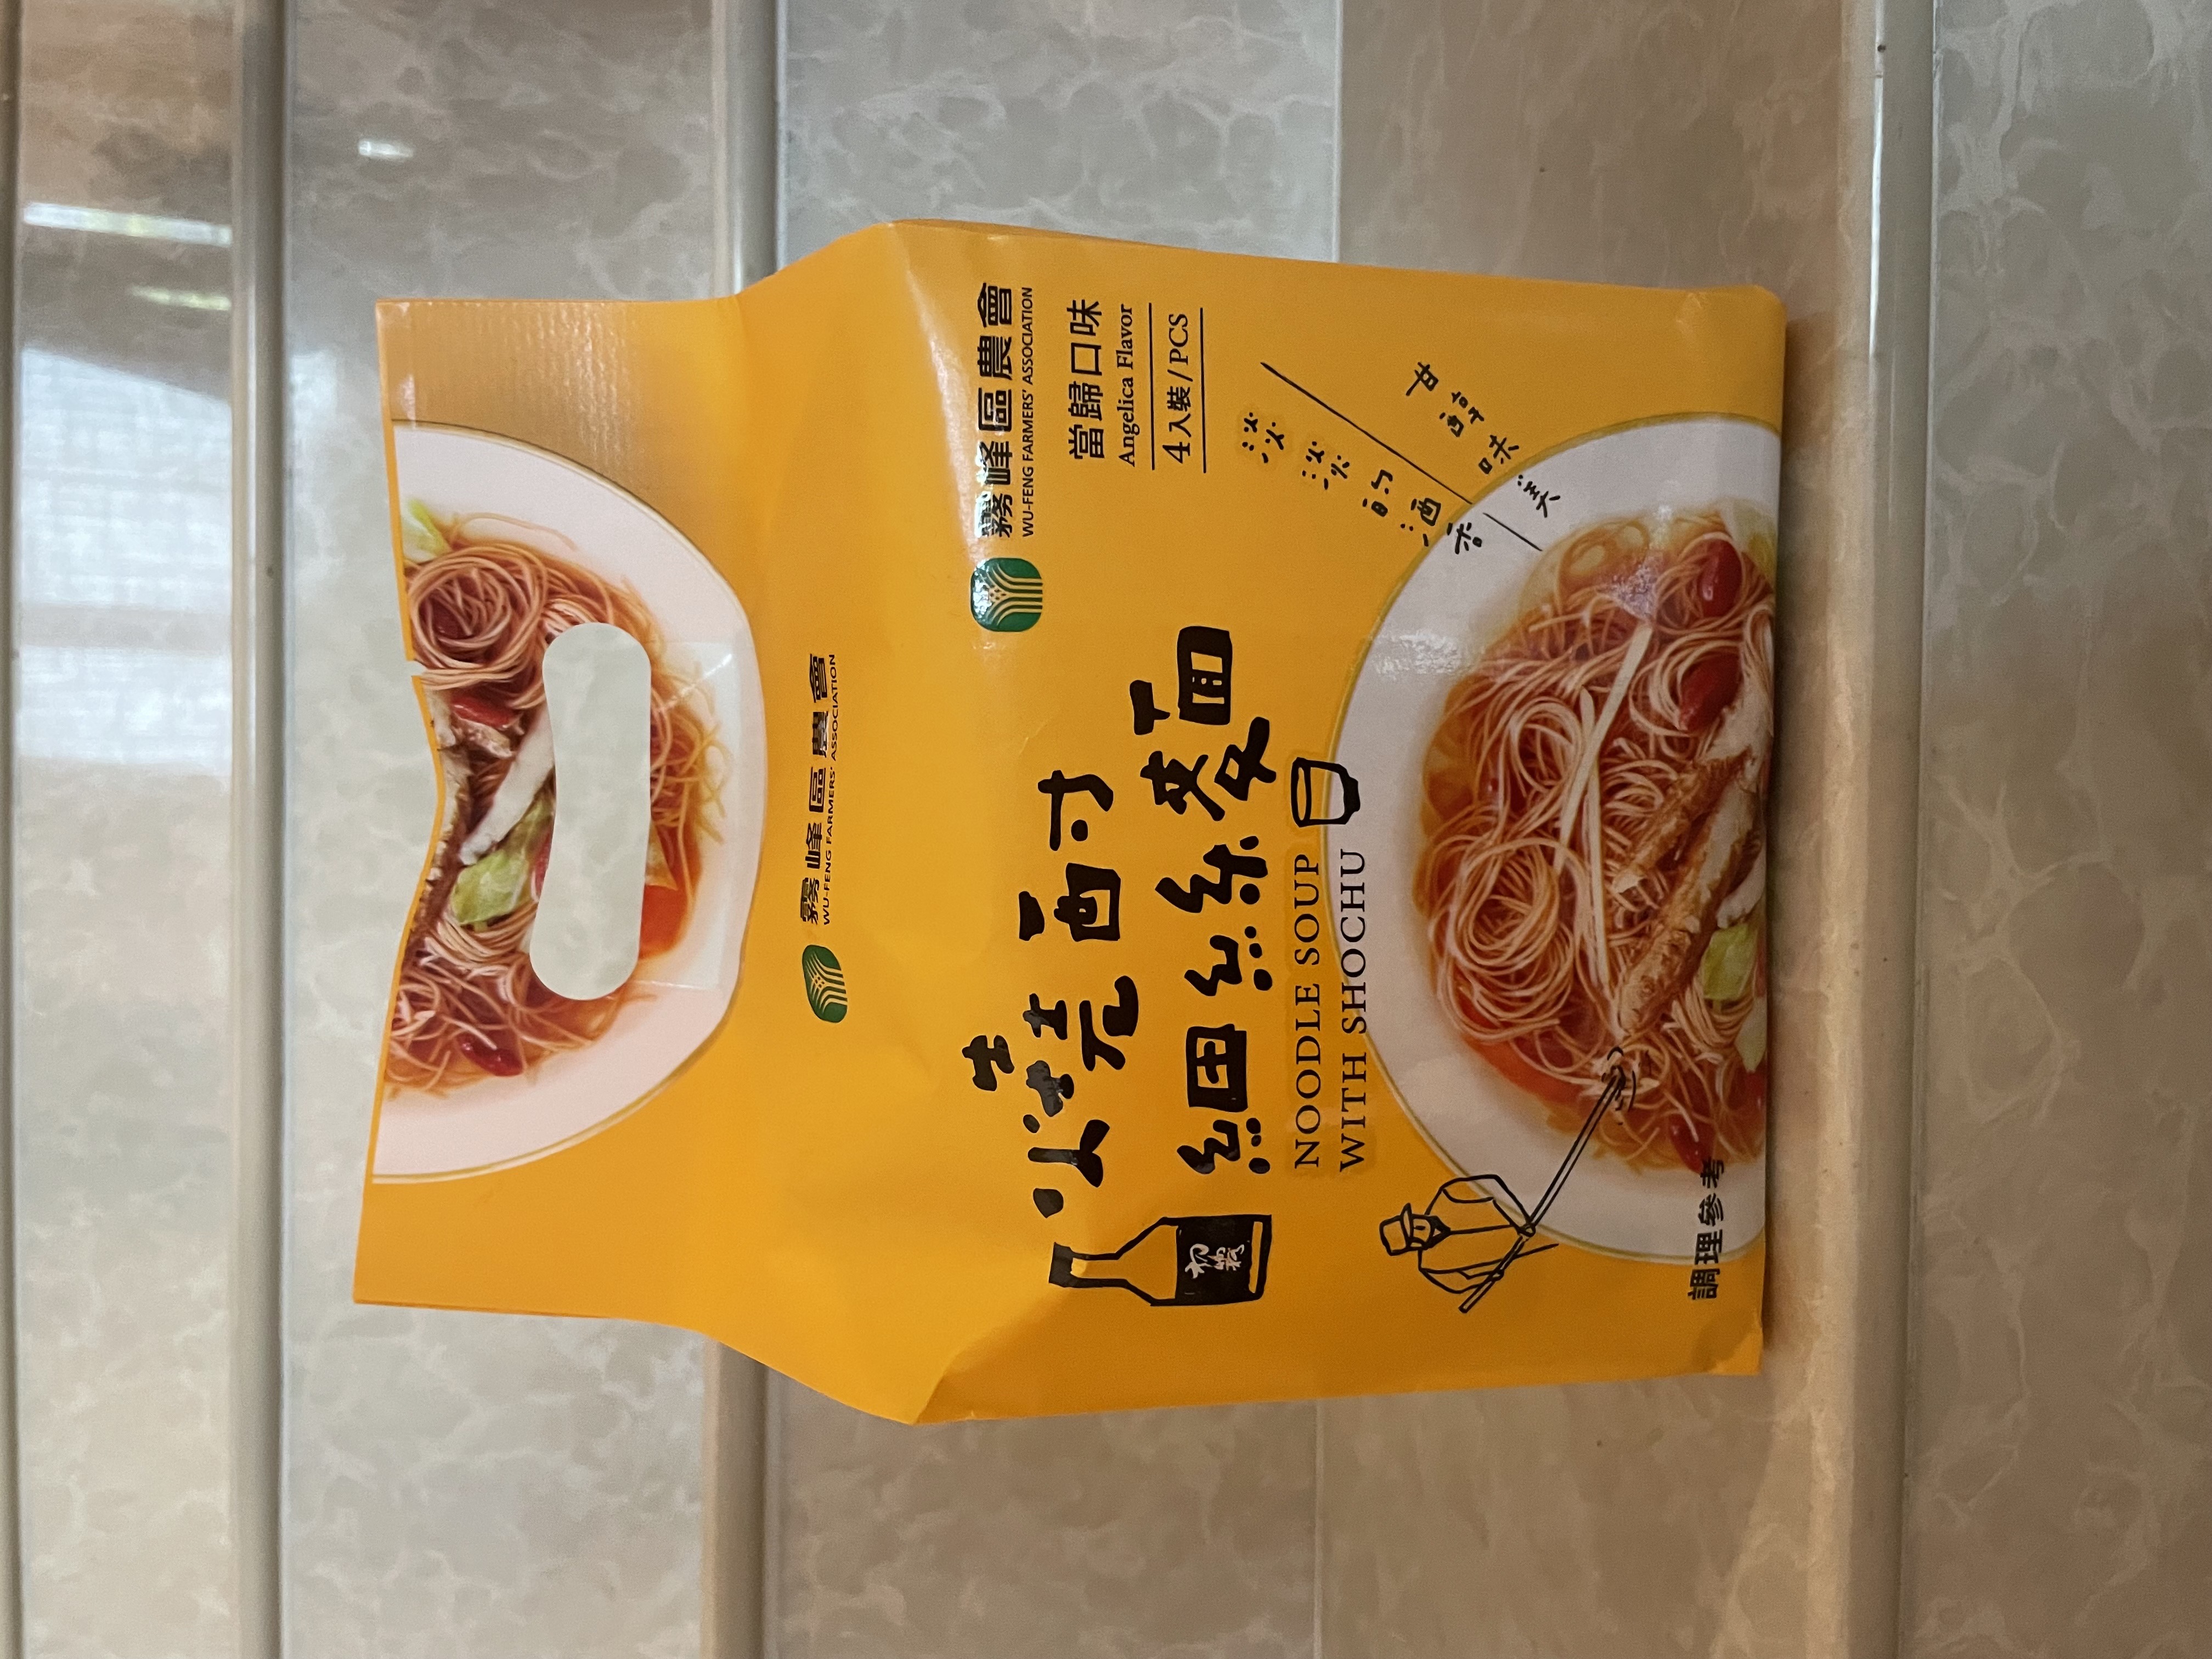 霧峰區農會
WU-FENG FARMERS' ASSOCIATION
霧峰區農會
WU-FENG FARMERS' ASSOCIATION
當歸口味
Angelica Flavor
4入裝/PCS
燒酎
細絲麵
NOODLE SOUP
WITH SHOCHU
淡淡的酒香
甘醇味美
調理參考